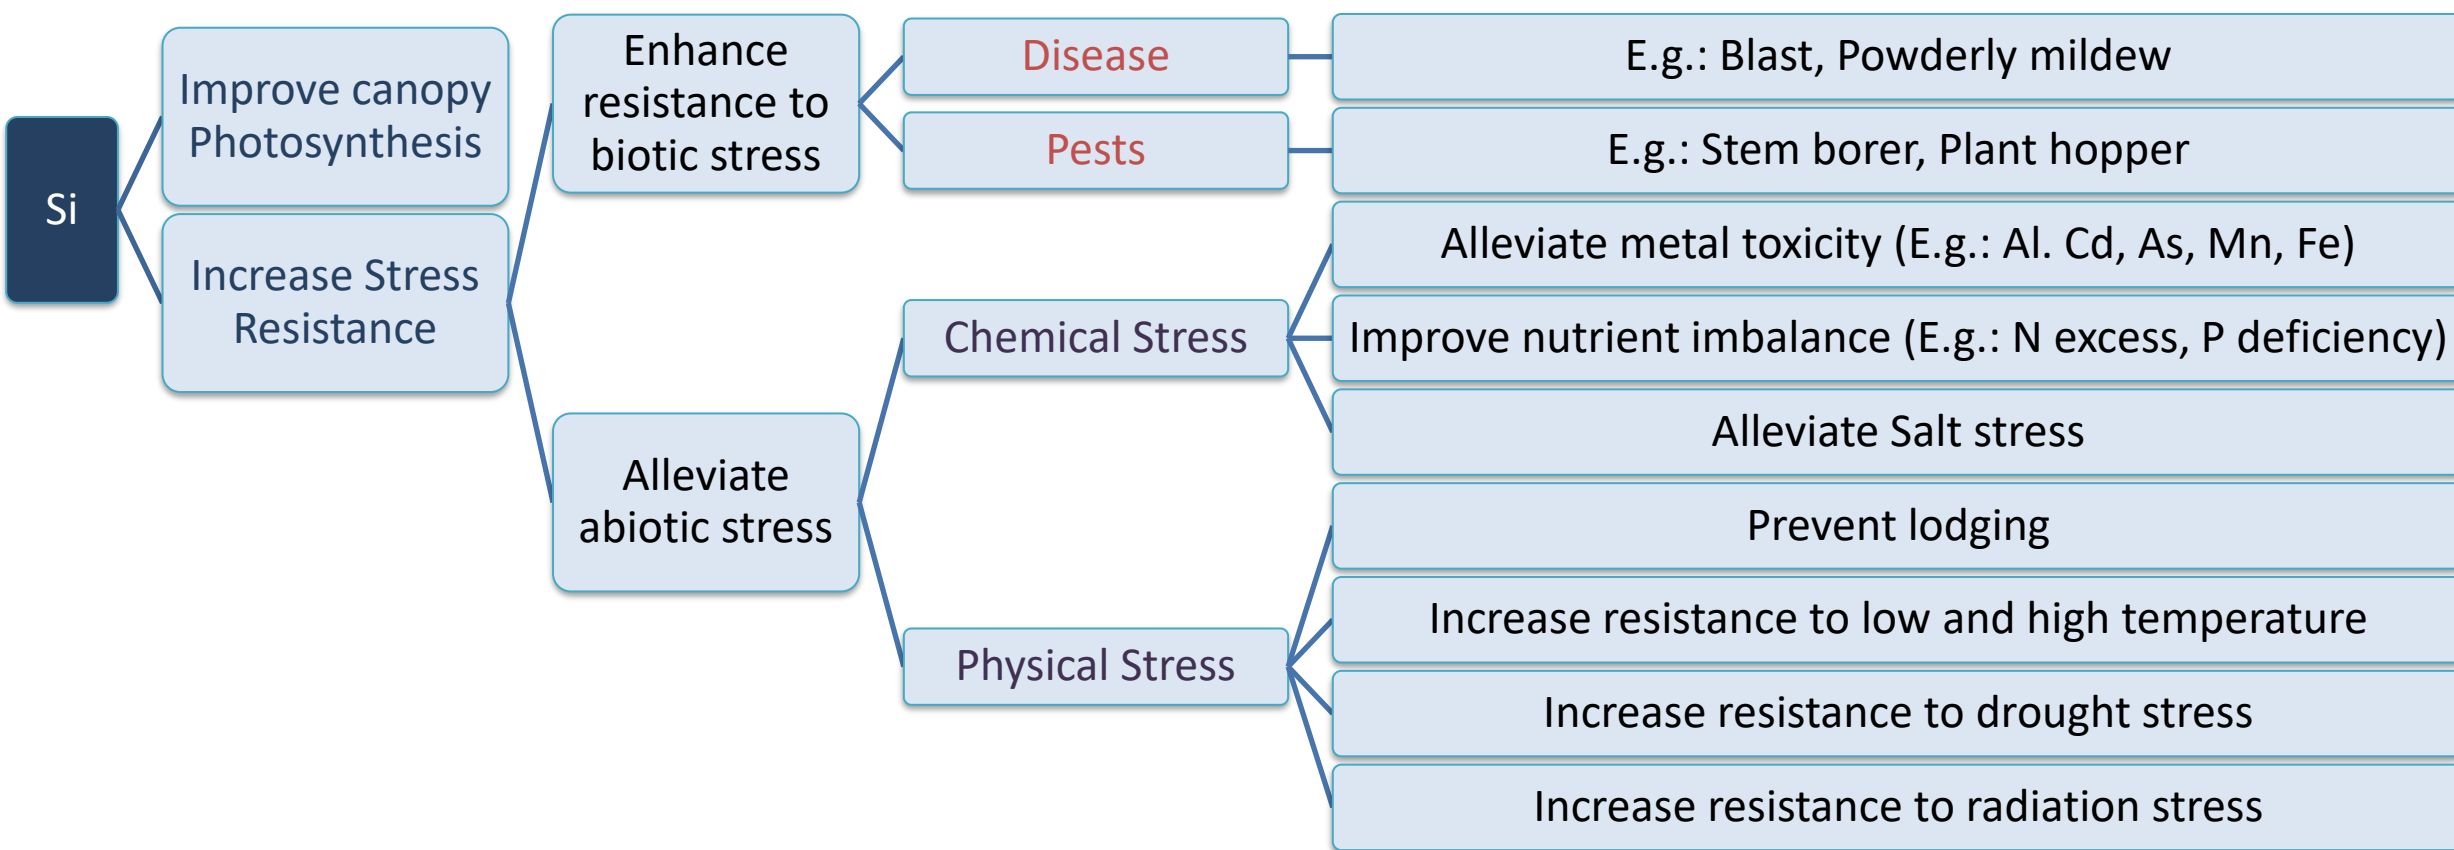 Si
Improve canopy
Photosynthesis
Increase Stress
Resistance
Enhance
resistance to
biotic stress
Alleviate
abiotic stress
Disease
Pests
Chemical Stress
Physical Stress
E.g.: Blast, Powderly mildew
E.g.: Stem borer, Plant hopper
Alleviate metal toxicity (E.g.: Al. Cd, As, Mn, Fe)
Improve nutrient imbalance (E.g.: N excess, P deficiency)
Alleviate Salt stress
Prevent lodging
Increase resistance to low and high temperature
Increase resistance to drought stress
Increase resistance to radiation stress